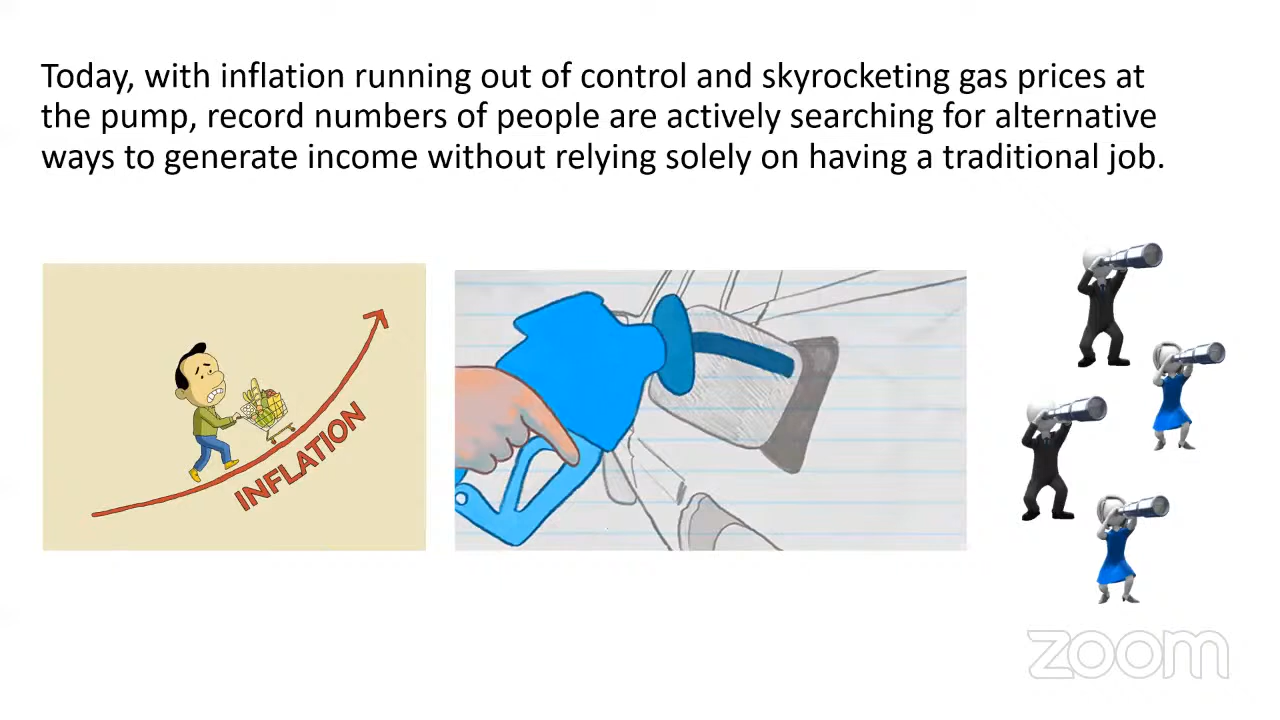 Today, with inflation running out of control and skyrocketing gas prices at
the pump, record numbers of people are actively searching for alternative
ways to generate income without relying solely on having a traditional job.
INFLATION
zoom